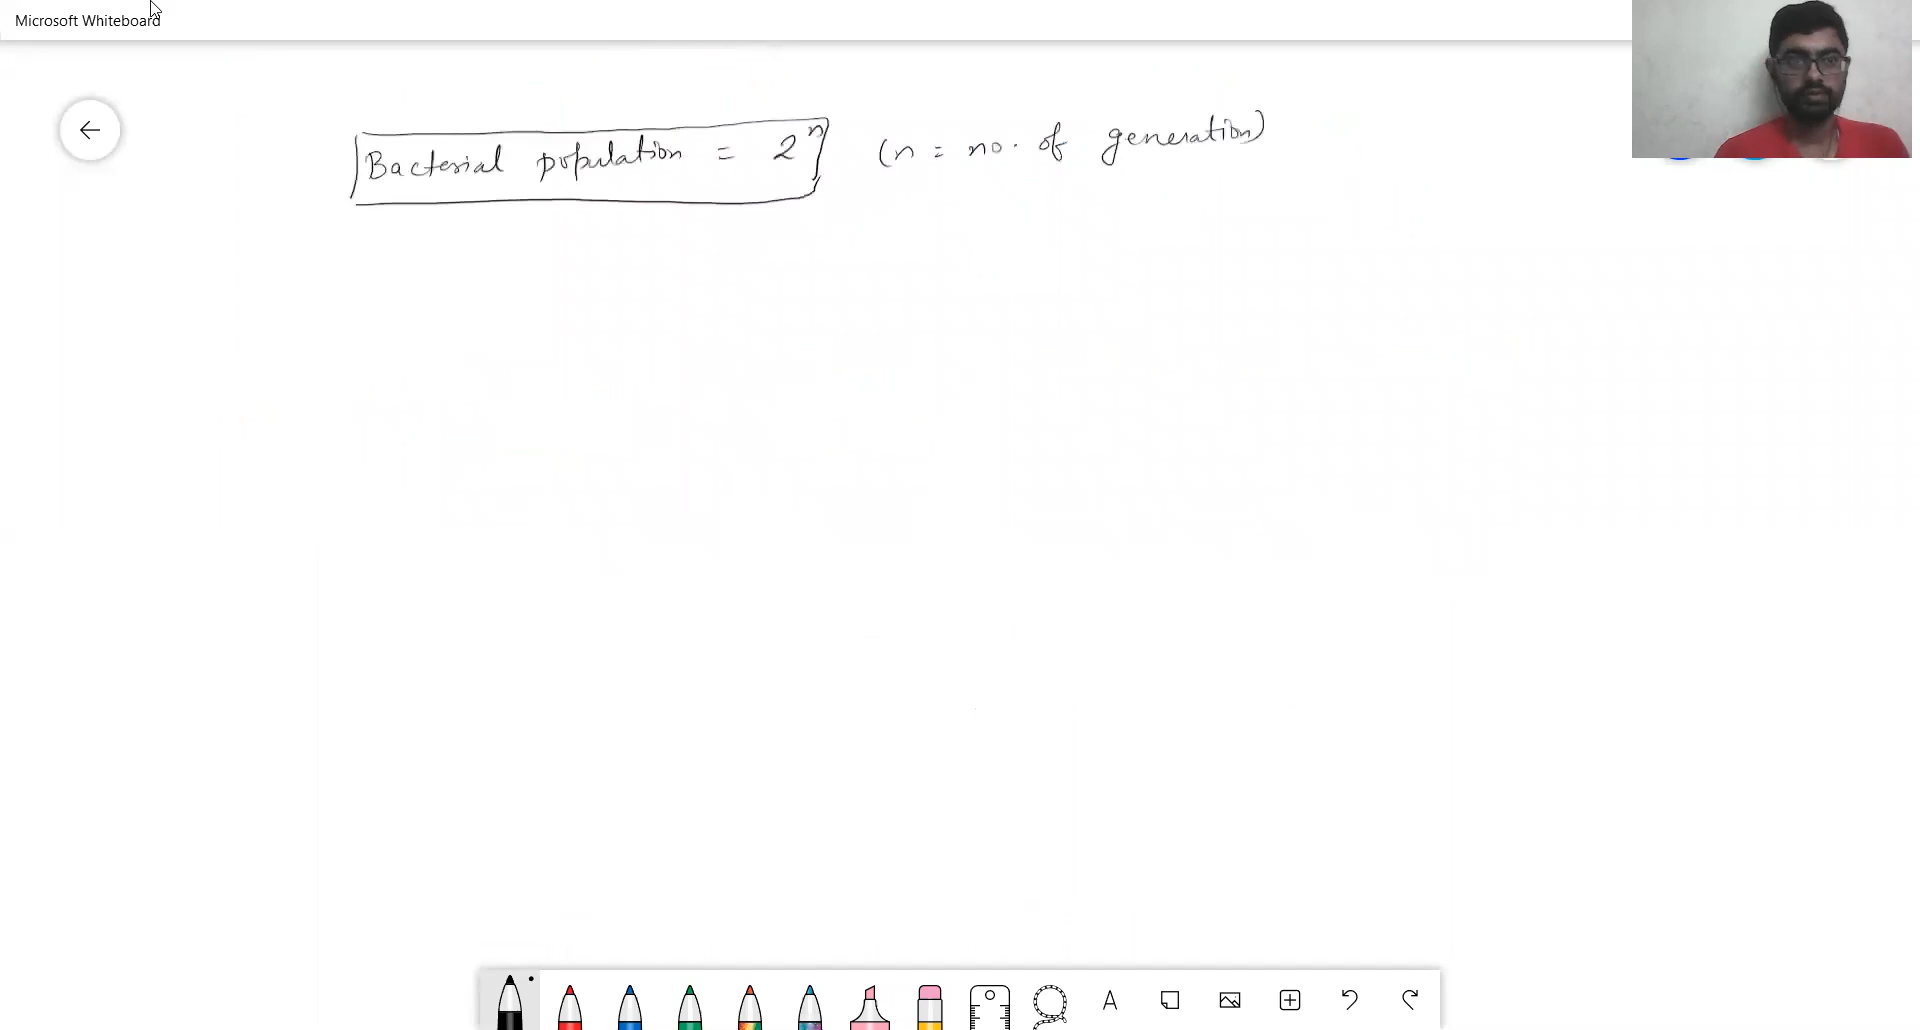 Microsoft Whiteboard
Bacterial population = 2ⁿ (n = no. of generation)
A